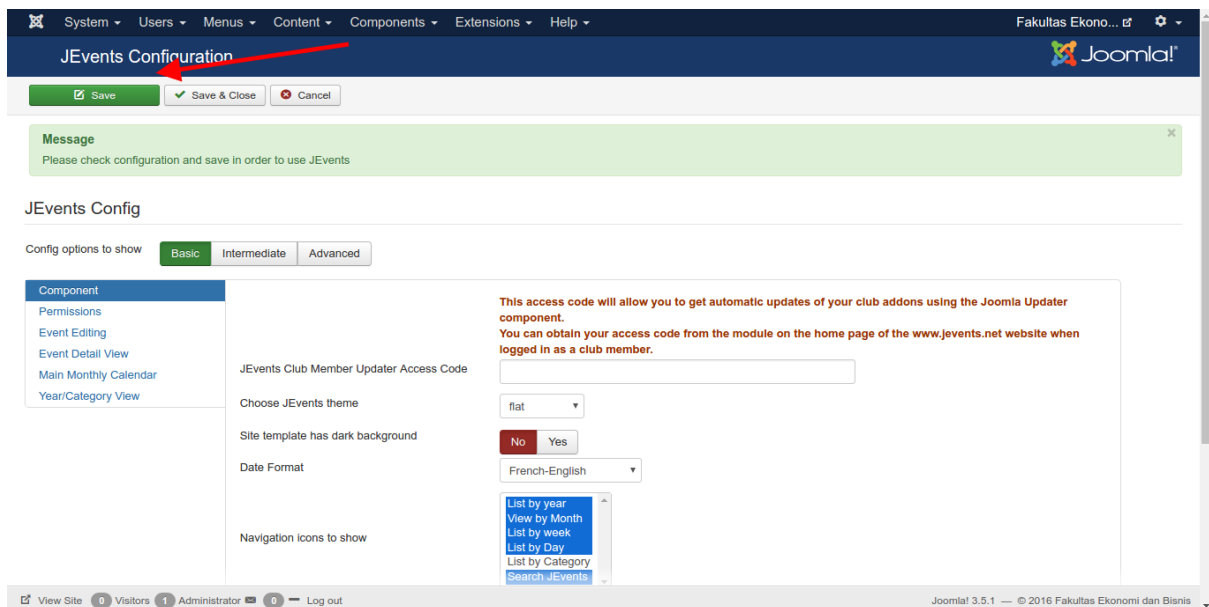 System Users Menus Content Components Extensions Help Fakultas Ekono...
JEvents Configuration Joomla!®
Save Save & Close Cancel
Message ×
Please check configuration and save in order to use JEvents
JEvents Config
Config options to show Basic Intermediate Advanced
Component
Permissions
Event Editing
Event Detail View
Main Monthly Calendar
Year/Category View
This access code will allow you to get automatic updates of your club addons using the Joomla Updater
component.
You can obtain your access code from the module on the home page of the www.jevents.net website when
logged in as a club member.
JEvents Club Member Updater Access Code
Choose JEvents theme flat
Site template has dark background No Yes
Date Format French-English
Navigation icons to show
List by year
View by Month
List by week
List by Day
List by Category
Search JEvents
View Site 0 Visitors 1 Administrator 0 Log out Joomla! 3.5.1 — © 2016 Fakultas Ekonomi dan Bisnis